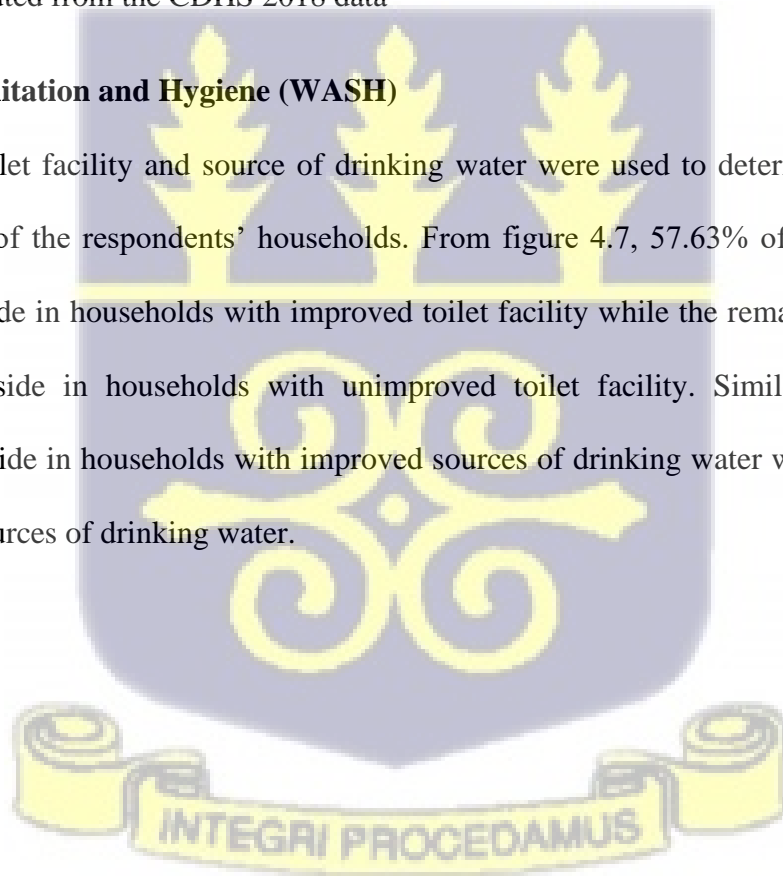 ated from the CDHS 2018 data
itation and Hygiene (WASH)
let facility and source of drinking water were used to deter
of the respondents’ households. From figure 4.7, 57.63% of
de in households with improved toilet facility while the rema
side in households with unimproved toilet facility. Simil
ide in households with improved sources of drinking water w
urces of drinking water.
INTEGRI PROCEDAMUS